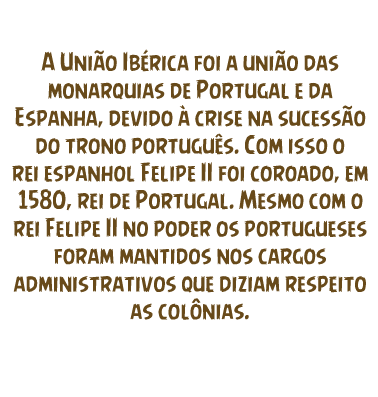 A União Ibérica foi a união das
monarquias de Portugal e da
Espanha, devido à crise na sucessão
do trono português. Com isso o
rei espanhol Felipe II foi coroado, em
1580, rei de Portugal. Mesmo com o
rei Felipe II no poder os portugueses
foram mantidos nos cargos
administrativos que diziam respeito
as colônias.